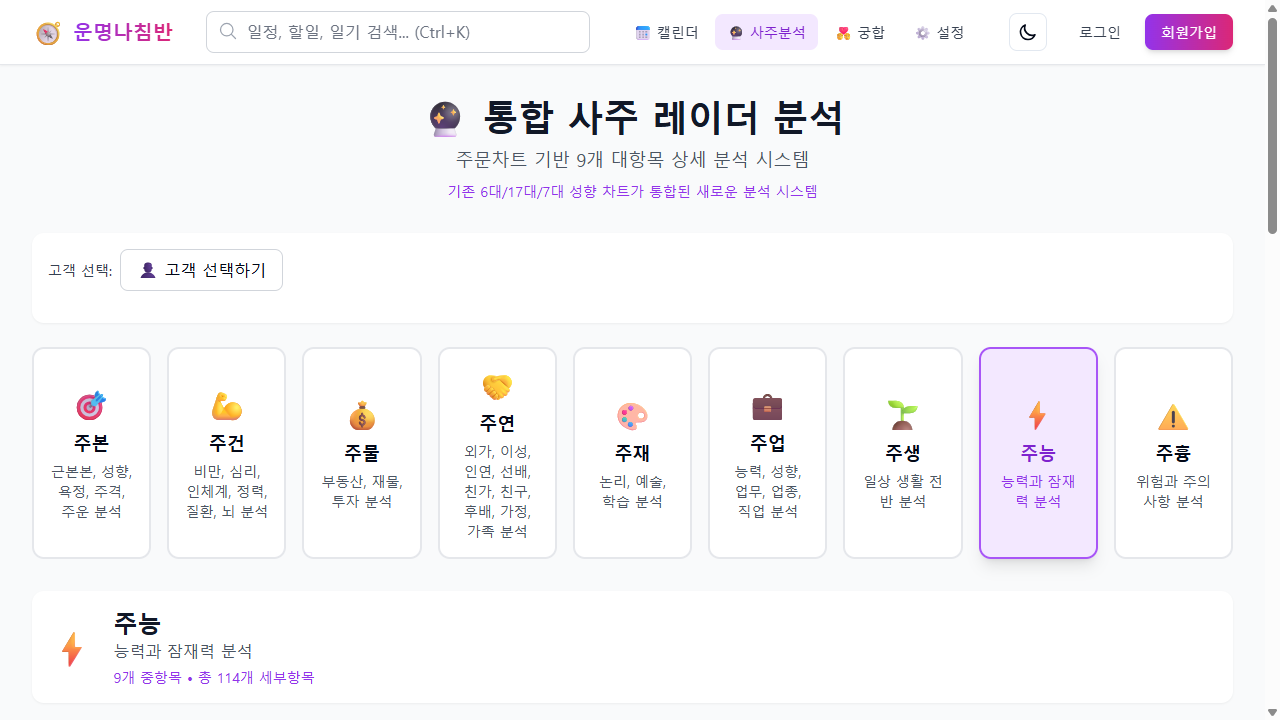 운명나침반
일정, 할일, 일기 검색... (Ctrl+K)
캘린더
사주분석
궁합
설정
로그인
회원가입
통합 사주 레이더 분석
주문차트 기반 9개 대항목 상세 분석 시스템
기존 6대/17대/7대 성향 차트가 통합된 새로운 분석 시스템
고객 선택:
고객 선택하기
주본
근본본, 성향,
욕정, 주격,
주운 분석
주건
비만, 심리,
인체계, 정력,
질환, 뇌 분석
주물
부동산, 재물,
투자 분석
주연
외가, 이성,
인연, 선배,
친가, 친구,
후배, 가정,
가족 분석
주재
논리, 예술,
학습 분석
주업
능력, 성향,
업무, 업종,
직업 분석
주생
일상 생활 전
반 분석
주능
능력과 잠재
력 분석
주흉
위험과 주의
사항 분석
주능
능력과 잠재력 분석
9개 중항목 • 총 114개 세부항목